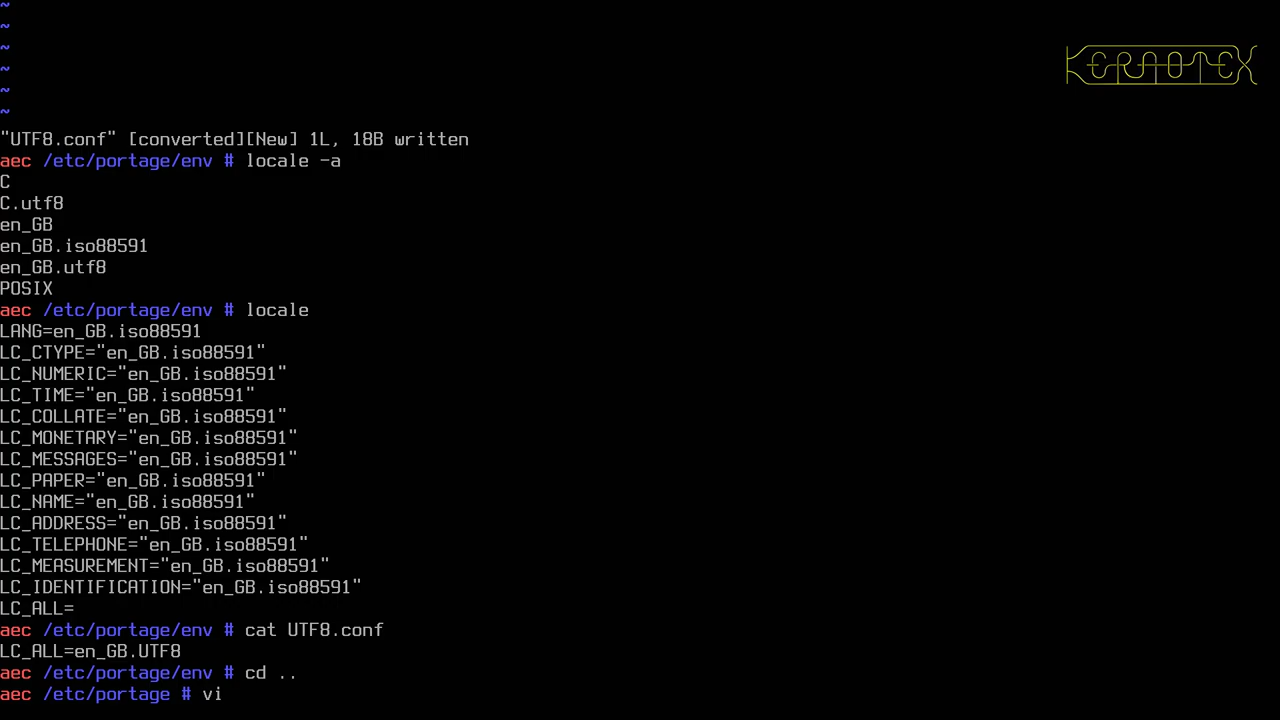 ~
~
~
~
~
~
KERNOTEX
"UTF8.conf" [converted][New] 1L, 18B written
aec /etc/portage/env # locale -a
C
C.utf8
en_GB
en_GB.iso88591
en_GB.utf8
POSIX
aec /etc/portage/env # locale
LANG=en_GB.iso88591
LC_CTYPE="en_GB.iso88591"
LC_NUMERIC="en_GB.iso88591"
LC_TIME="en_GB.iso88591"
LC_COLLATE="en_GB.iso88591"
LC_MONETARY="en_GB.iso88591"
LC_MESSAGES="en_GB.iso88591"
LC_PAPER="en_GB.iso88591"
LC_NAME="en_GB.iso88591"
LC_ADDRESS="en_GB.iso88591"
LC_TELEPHONE="en_GB.iso88591"
LC_MEASUREMENT="en_GB.iso88591"
LC_IDENTIFICATION="en_GB.iso88591"
LC_ALL=
aec /etc/portage/env # cat UTF8.conf
LC_ALL=en_GB.UTF8
aec /etc/portage/env # cd ..
aec /etc/portage # vi